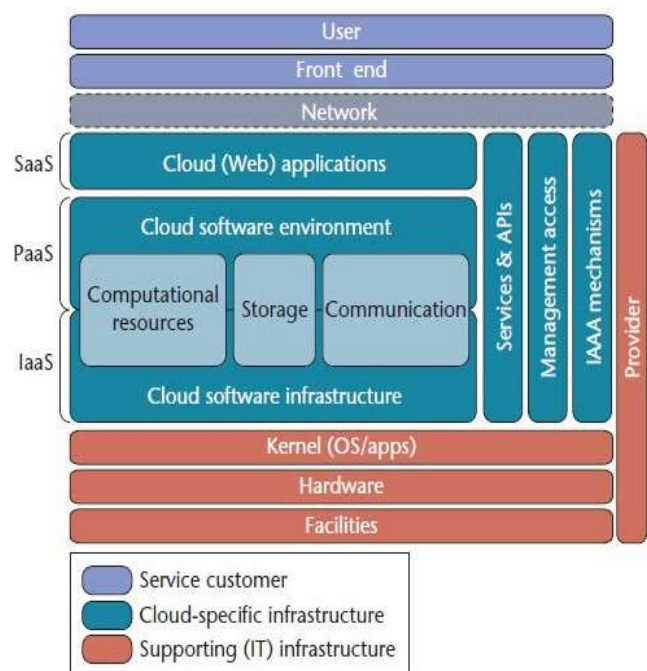 User
Front end
Network
SaaS
Cloud (Web) applications
PaaS
Cloud software environment
Computational
resources
Storage
Communication
IaaS
Cloud software infrastructure
Services & APIs
Management access
IAAA mechanisms
Provider
Kernel (OS/apps)
Hardware
Facilities
Service customer
Cloud-specific infrastructure
Supporting (IT) infrastructure